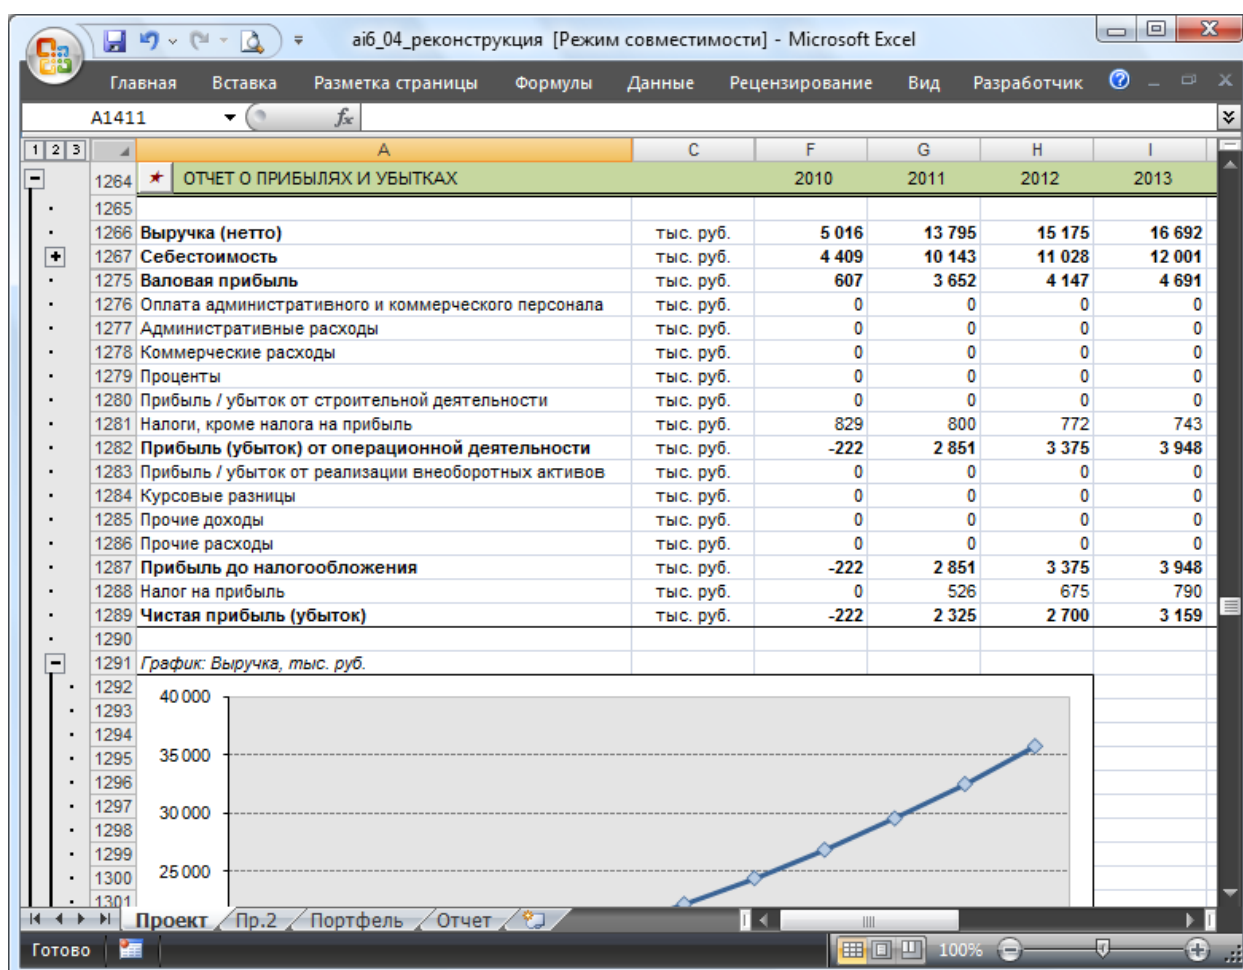 ai6_04_реконструкция [Режим совместимости] - Microsoft Excel
Главная Вставка Разметка страницы Формулы Данные Рецензирование Вид Разработчик
A1411 fx
1 2 3 A C F G H I
1264 ОТЧЕТ О ПРИБЫЛЯХ И УБЫТКАХ 2010 2011 2012 2013
1265
1266 Выручка (нетто) тыс. руб. 5 016 13 795 15 175 16 692
1267 Себестоимость тыс. руб. 4 409 10 143 11 028 12 001
1275 Валовая прибыль тыс. руб. 607 3 652 4 147 4 691
1276 Оплата административного и коммерческого персонала тыс. руб. 0 0 0 0
1277 Административные расходы тыс. руб. 0 0 0 0
1278 Коммерческие расходы тыс. руб. 0 0 0 0
1279 Проценты тыс. руб. 0 0 0 0
1280 Прибыль / убыток от строительной деятельности тыс. руб. 0 0 0 0
1281 Налоги, кроме налога на прибыль тыс. руб. 829 800 772 743
1282 Прибыль (убыток) от операционной деятельности тыс. руб. -222 2 851 3 375 3 948
1283 Прибыль / убыток от реализации внеоборотных активов тыс. руб. 0 0 0 0
1284 Курсовые разницы тыс. руб. 0 0 0 0
1285 Прочие доходы тыс. руб. 0 0 0 0
1286 Прочие расходы тыс. руб. 0 0 0 0
1287 Прибыль до налогообложения тыс. руб. -222 2 851 3 375 3 948
1288 Налог на прибыль тыс. руб. 0 526 675 790
1289 Чистая прибыль (убыток) тыс. руб. -222 2 325 2 700 3 159
1290
1291 График: Выручка, тыс. руб.
1292
40 000
1293
1294
1295 35 000
1296
1297
30 000
1298
1299
1300 25 000
1301
Проект Пр.2 Портфель Отчет
Готово 100%